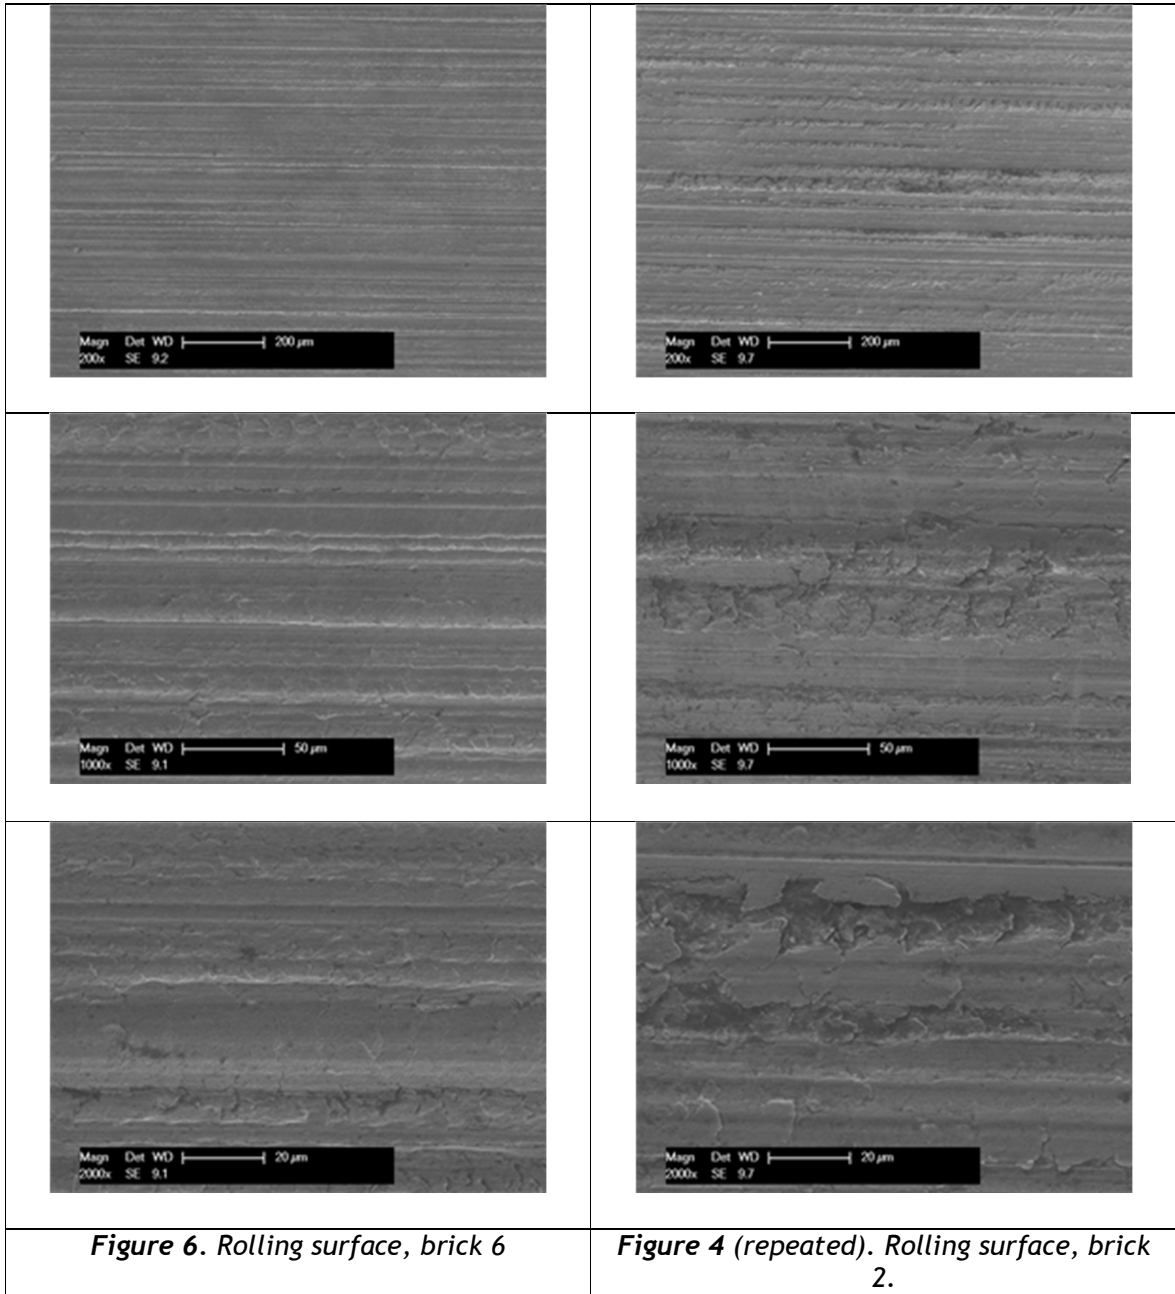 Magn Det WD 200 µm
200x SE 9.2
Magn Det WD 200 µm
200x SE 9.7
Magn Det WD 50 µm
1000x SE 9.1
Magn Det WD 50 µm
1000x SE 9.7
Magn Det WD 20 µm
2000x SE 9.1
Magn Det WD 20 µm
2000x SE 9.7
Figure 6. Rolling surface, brick 6
Figure 4 (repeated). Rolling surface, brick
2.